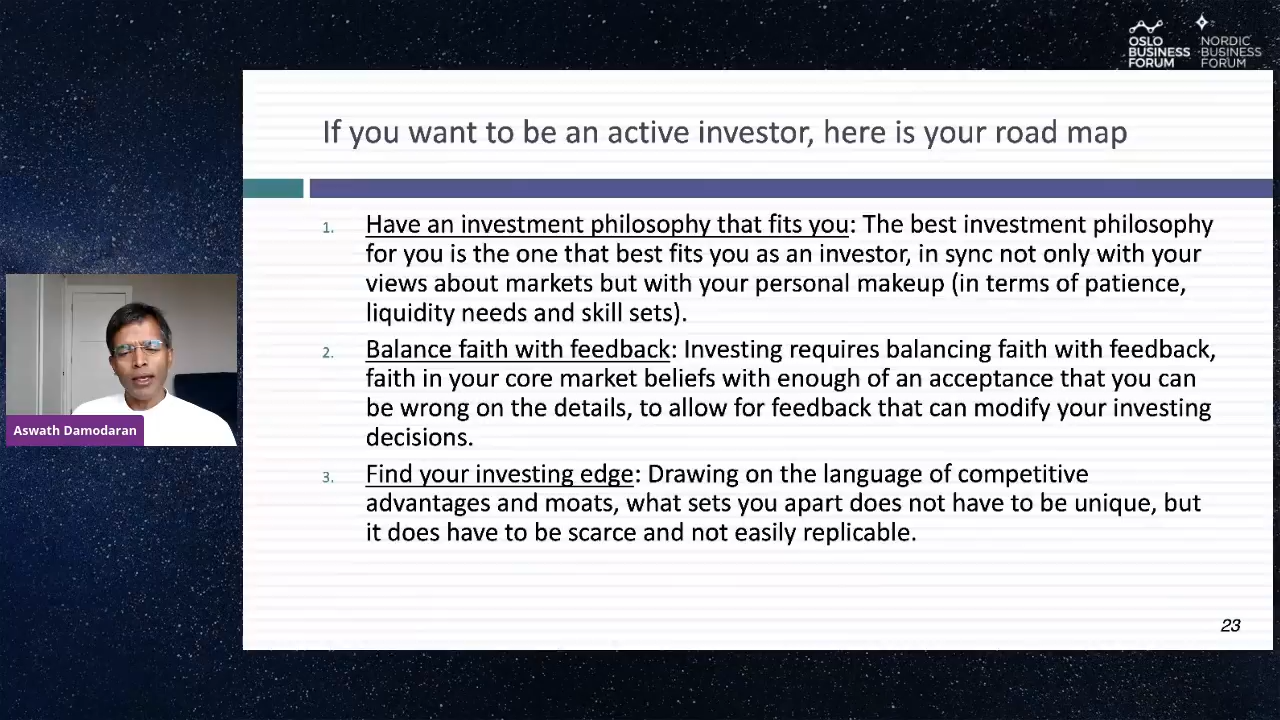 OSLO
BUSINESS
FORUM
NORDIC
BUSINESS
FORUM
If you want to be an active investor, here is your road map
1. Have an investment philosophy that fits you: The best investment philosophy
for you is the one that best fits you as an investor, in sync not only with your
views about markets but with your personal makeup (in terms of patience,
liquidity needs and skill sets).
2. Balance faith with feedback: Investing requires balancing faith with feedback,
faith in your core market beliefs with enough of an acceptance that you can
be wrong on the details, to allow for feedback that can modify your investing
decisions.
3. Find your investing edge: Drawing on the language of competitive
advantages and moats, what sets you apart does not have to be unique, but
it does have to be scarce and not easily replicable.
Aswath Damodaran
23